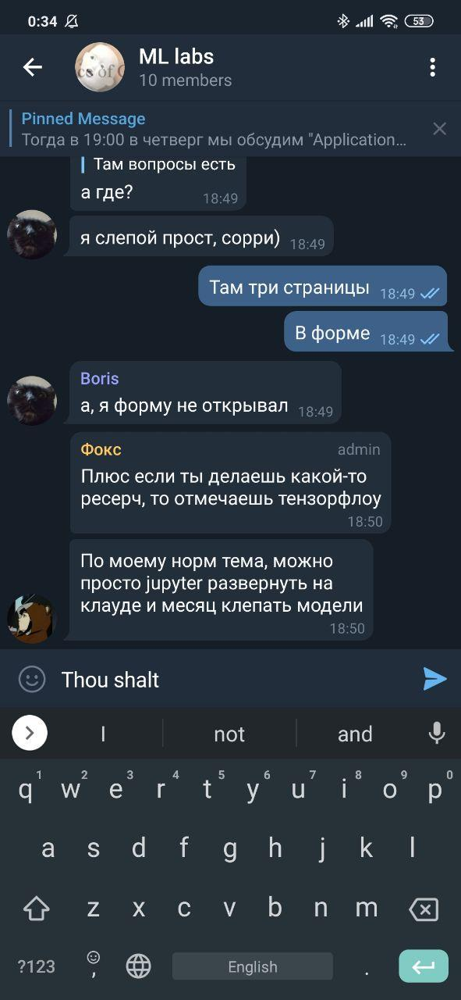 0:34
53
ML labs
10 members
Pinned Message
Тогда в 19:00 в четверг мы обсудим "Application...
Там вопросы есть
а где?
18:49
я слепой прост, сорри)
18:49
Там три страницы
18:49
В форме
18:49
Boris
а, я форму не открывал
18:49
Фокс
admin
Плюс если ты делаешь какой-то
ресерч, то отмечаешь тензорфлоу
18:50
По моему норм тема, можно
просто jupyter развернуть на
клауде и месяц клепать модели
18:50
Thou shalt
I not and
1 2 3 4 5 6 7 8 9 0
q w e r t y u i o p
a s d f g h j k l
z x c v b n m
?123 , English .